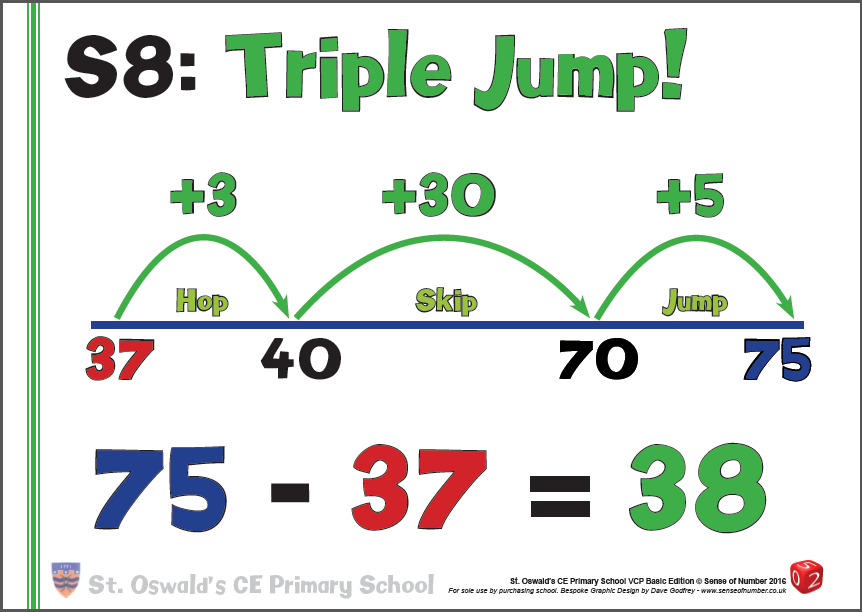 S8: Triple Jump!
+3 +30 +5
Hop Skip Jump
37 40 70 75
75 - 37 = 38
St. Oswald's CE Primary School
St. Oswald's CE Primary School VCP Basic Edition © Sense of Number 2016
For sole use by purchasing school. Bespoke Graphic Design by Dave Godfrey - www.senseofnumber.co.uk